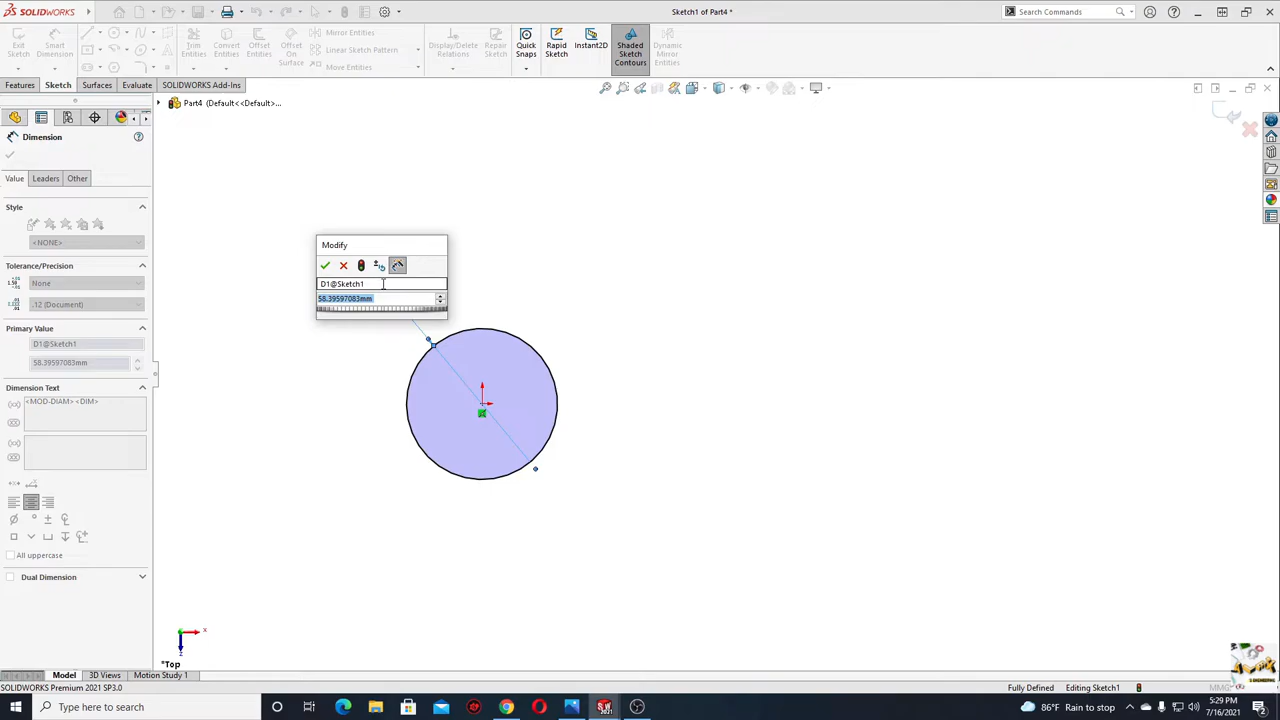 SOLIDWORKS
Sketch1 of Part4 *
Search Commands
Exit Sketch
Smart Dimension
Trim Entities
Convert Entities
Offset Entities
Offset On Surface
Mirror Entities
Linear Sketch Pattern
Move Entities
Display/Delete Relations
Repair Sketch
Quick Snaps
Rapid Sketch
Instant2D
Shaded Sketch Contours
Dynamic Mirror Entities
Features
Sketch
Surfaces
Evaluate
SOLIDWORKS Add-Ins
Part4 (Default<<Default>...
Dimension
Value
Leaders
Other
Style
<NONE>
Tolerance/Precision
None
.12 (Document)
Primary Value
D1@Sketch1
58.39597083mm
Dimension Text
<MOD-DIAM> <DIM>
All uppercase
Dual Dimension
Modify
D1@Sketch1
58.39597083mm
x
z
*Top
Model
3D Views
Motion Study 1
SOLIDWORKS Premium 2021 SP3.0
Fully Defined
Editing Sketch1
MMGS
Type here to search
86°F Rain to stop
5:29 PM
7/16/2021
2